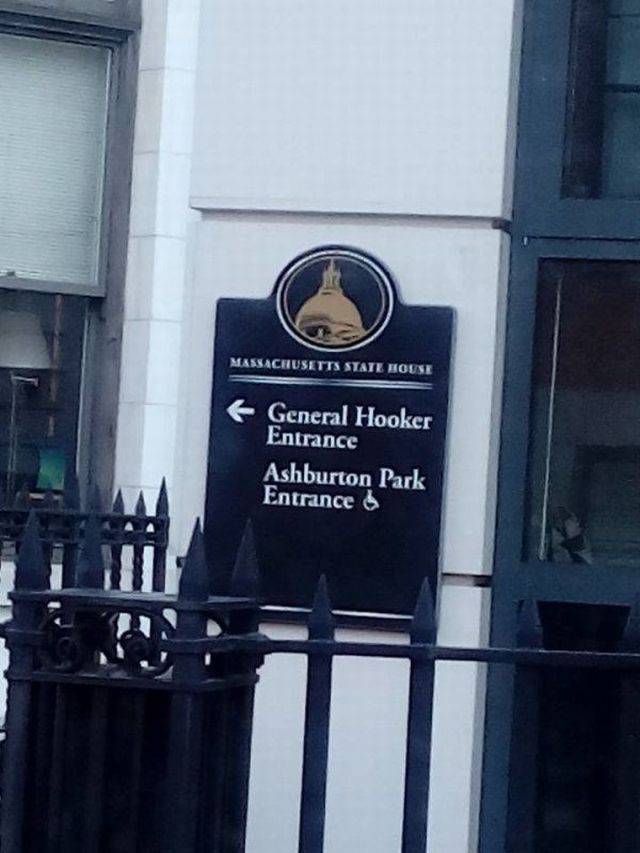 MASSACHUSETTS STATE HOUSE
General Hooker
Entrance
Ashburton Park
Entrance